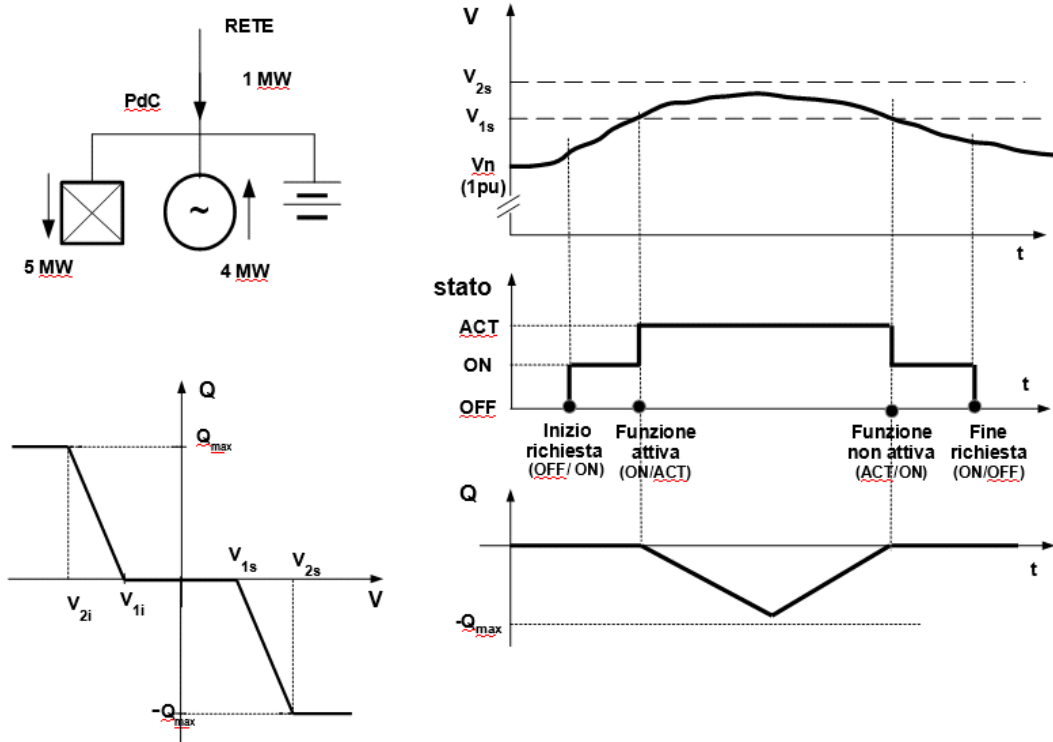 RETE
1 MW
PdC
~
5 MW
4 MW
V
V2s
V1s
Vn
(1pu)
t
stato
ACT
ON
OFF
t
Inizio
richiesta
(OFF/ ON)
Funzione
attiva
(ON/ACT)
Funzione
non attiva
(ACT/ON)
Fine
richiesta
(ON/OFF)
Q
t
-Qmax
Q
Qmax
V1s
V2s
V2i
V1i
V
-Qmax